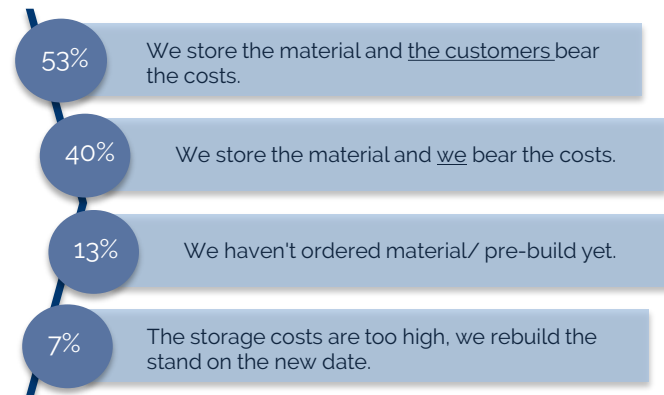 53%
We store the material and the customers bear
the costs.
40%
We store the material and we bear the costs.
13%
We haven't ordered material/ pre-build yet.
7%
The storage costs are too high, we rebuild the
stand on the new date.